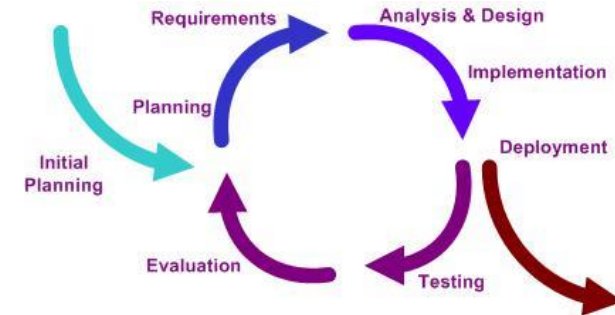 Requirements
Analysis & Design
Implementation
Planning
Deployment
Initial
Planning
Evaluation
Testing